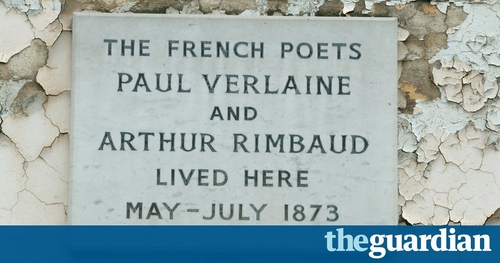 THE FRENCH POETS
PAUL VERLAINE
AND
ARTHUR RIMBAUD
LIVED HERE
MAY–JULY 1873
theguardian